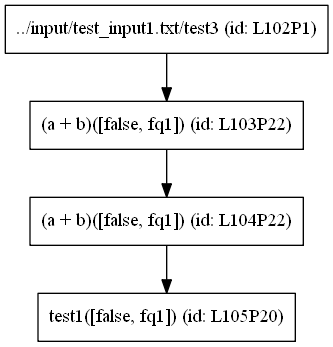 ../input/test_input1.txt/test3 (id: L102P1)
(a + b)([false, fq1]) (id: L103P22)
(a + b)([false, fq1]) (id: L104P22)
test1([false, fq1]) (id: L105P20)